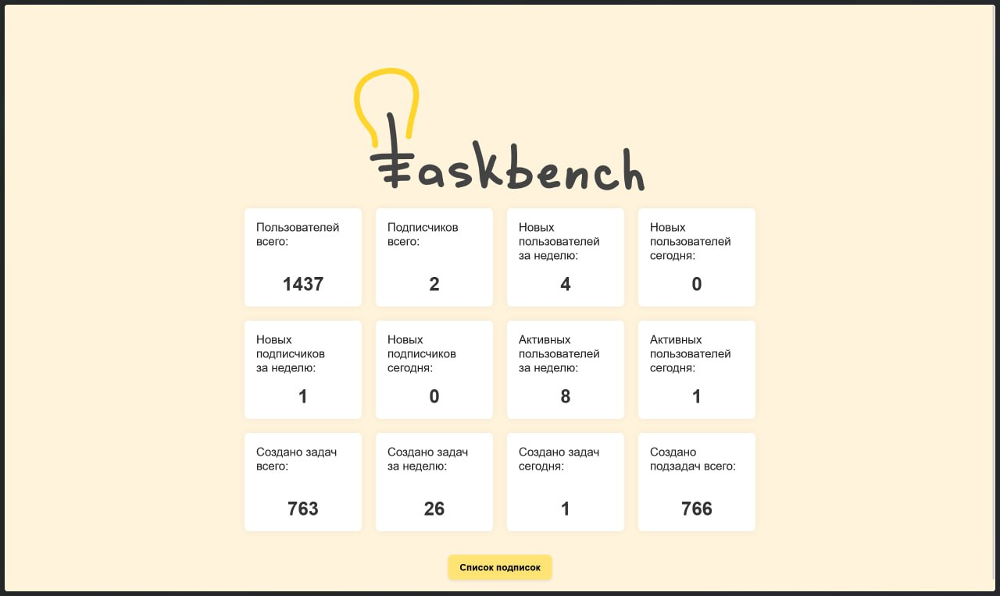 taskbench
Пользователей
всего:
1437
Подписчиков
всего:
2
Новых
пользователей
за неделю:
4
Новых
пользователей
сегодня:
0
Новых
подписчиков
за неделю:
1
Новых
подписчиков
сегодня:
0
Активных
пользователей
за неделю:
8
Активных
пользователей
сегодня:
1
Создано задач
всего:
763
Создано задач
за неделю:
26
Создано задач
сегодня:
1
Создано
подзадач всего:
766
Список подписок